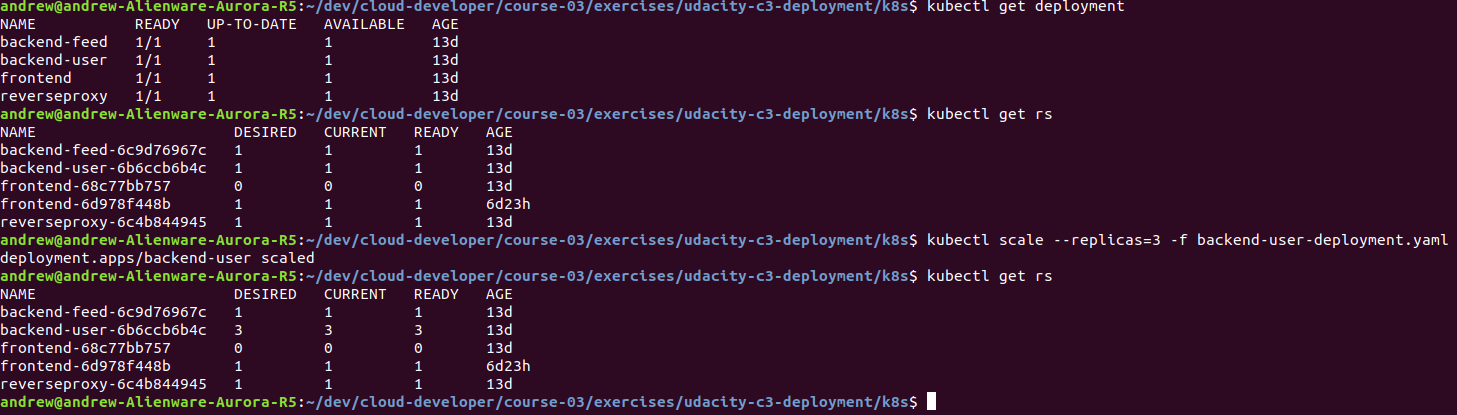 andrew@andrew-Alienware-Aurora-R5:~/dev/cloud-developer/course-03/exercises/udacity-c3-deployment/k8s$ kubectl get deployment
NAME           READY   UP-TO-DATE   AVAILABLE   AGE
backend-feed   1/1     1            1           13d
backend-user   1/1     1            1           13d
frontend       1/1     1            1           13d
reverseproxy   1/1     1            1           13d
andrew@andrew-Alienware-Aurora-R5:~/dev/cloud-developer/course-03/exercises/udacity-c3-deployment/k8s$ kubectl get rs
NAME                      DESIRED   CURRENT   READY   AGE
backend-feed-6c9d76967c   1         1         1       13d
backend-user-6b6ccb6b4c   1         1         1       13d
frontend-68c77bb757       0         0         0       13d
frontend-6d978f448b       1         1         1       6d23h
reverseproxy-6c4b844945   1         1         1       13d
andrew@andrew-Alienware-Aurora-R5:~/dev/cloud-developer/course-03/exercises/udacity-c3-deployment/k8s$ kubectl scale --replicas=3 -f backend-user-deployment.yaml
deployment.apps/backend-user scaled
andrew@andrew-Alienware-Aurora-R5:~/dev/cloud-developer/course-03/exercises/udacity-c3-deployment/k8s$ kubectl get rs
NAME                      DESIRED   CURRENT   READY   AGE
backend-feed-6c9d76967c   1         1         1       13d
backend-user-6b6ccb6b4c   3         3         3       13d
frontend-68c77bb757       0         0         0       13d
frontend-6d978f448b       1         1         1       6d23h
reverseproxy-6c4b844945   1         1         1       13d
andrew@andrew-Alienware-Aurora-R5:~/dev/cloud-developer/course-03/exercises/udacity-c3-deployment/k8s$